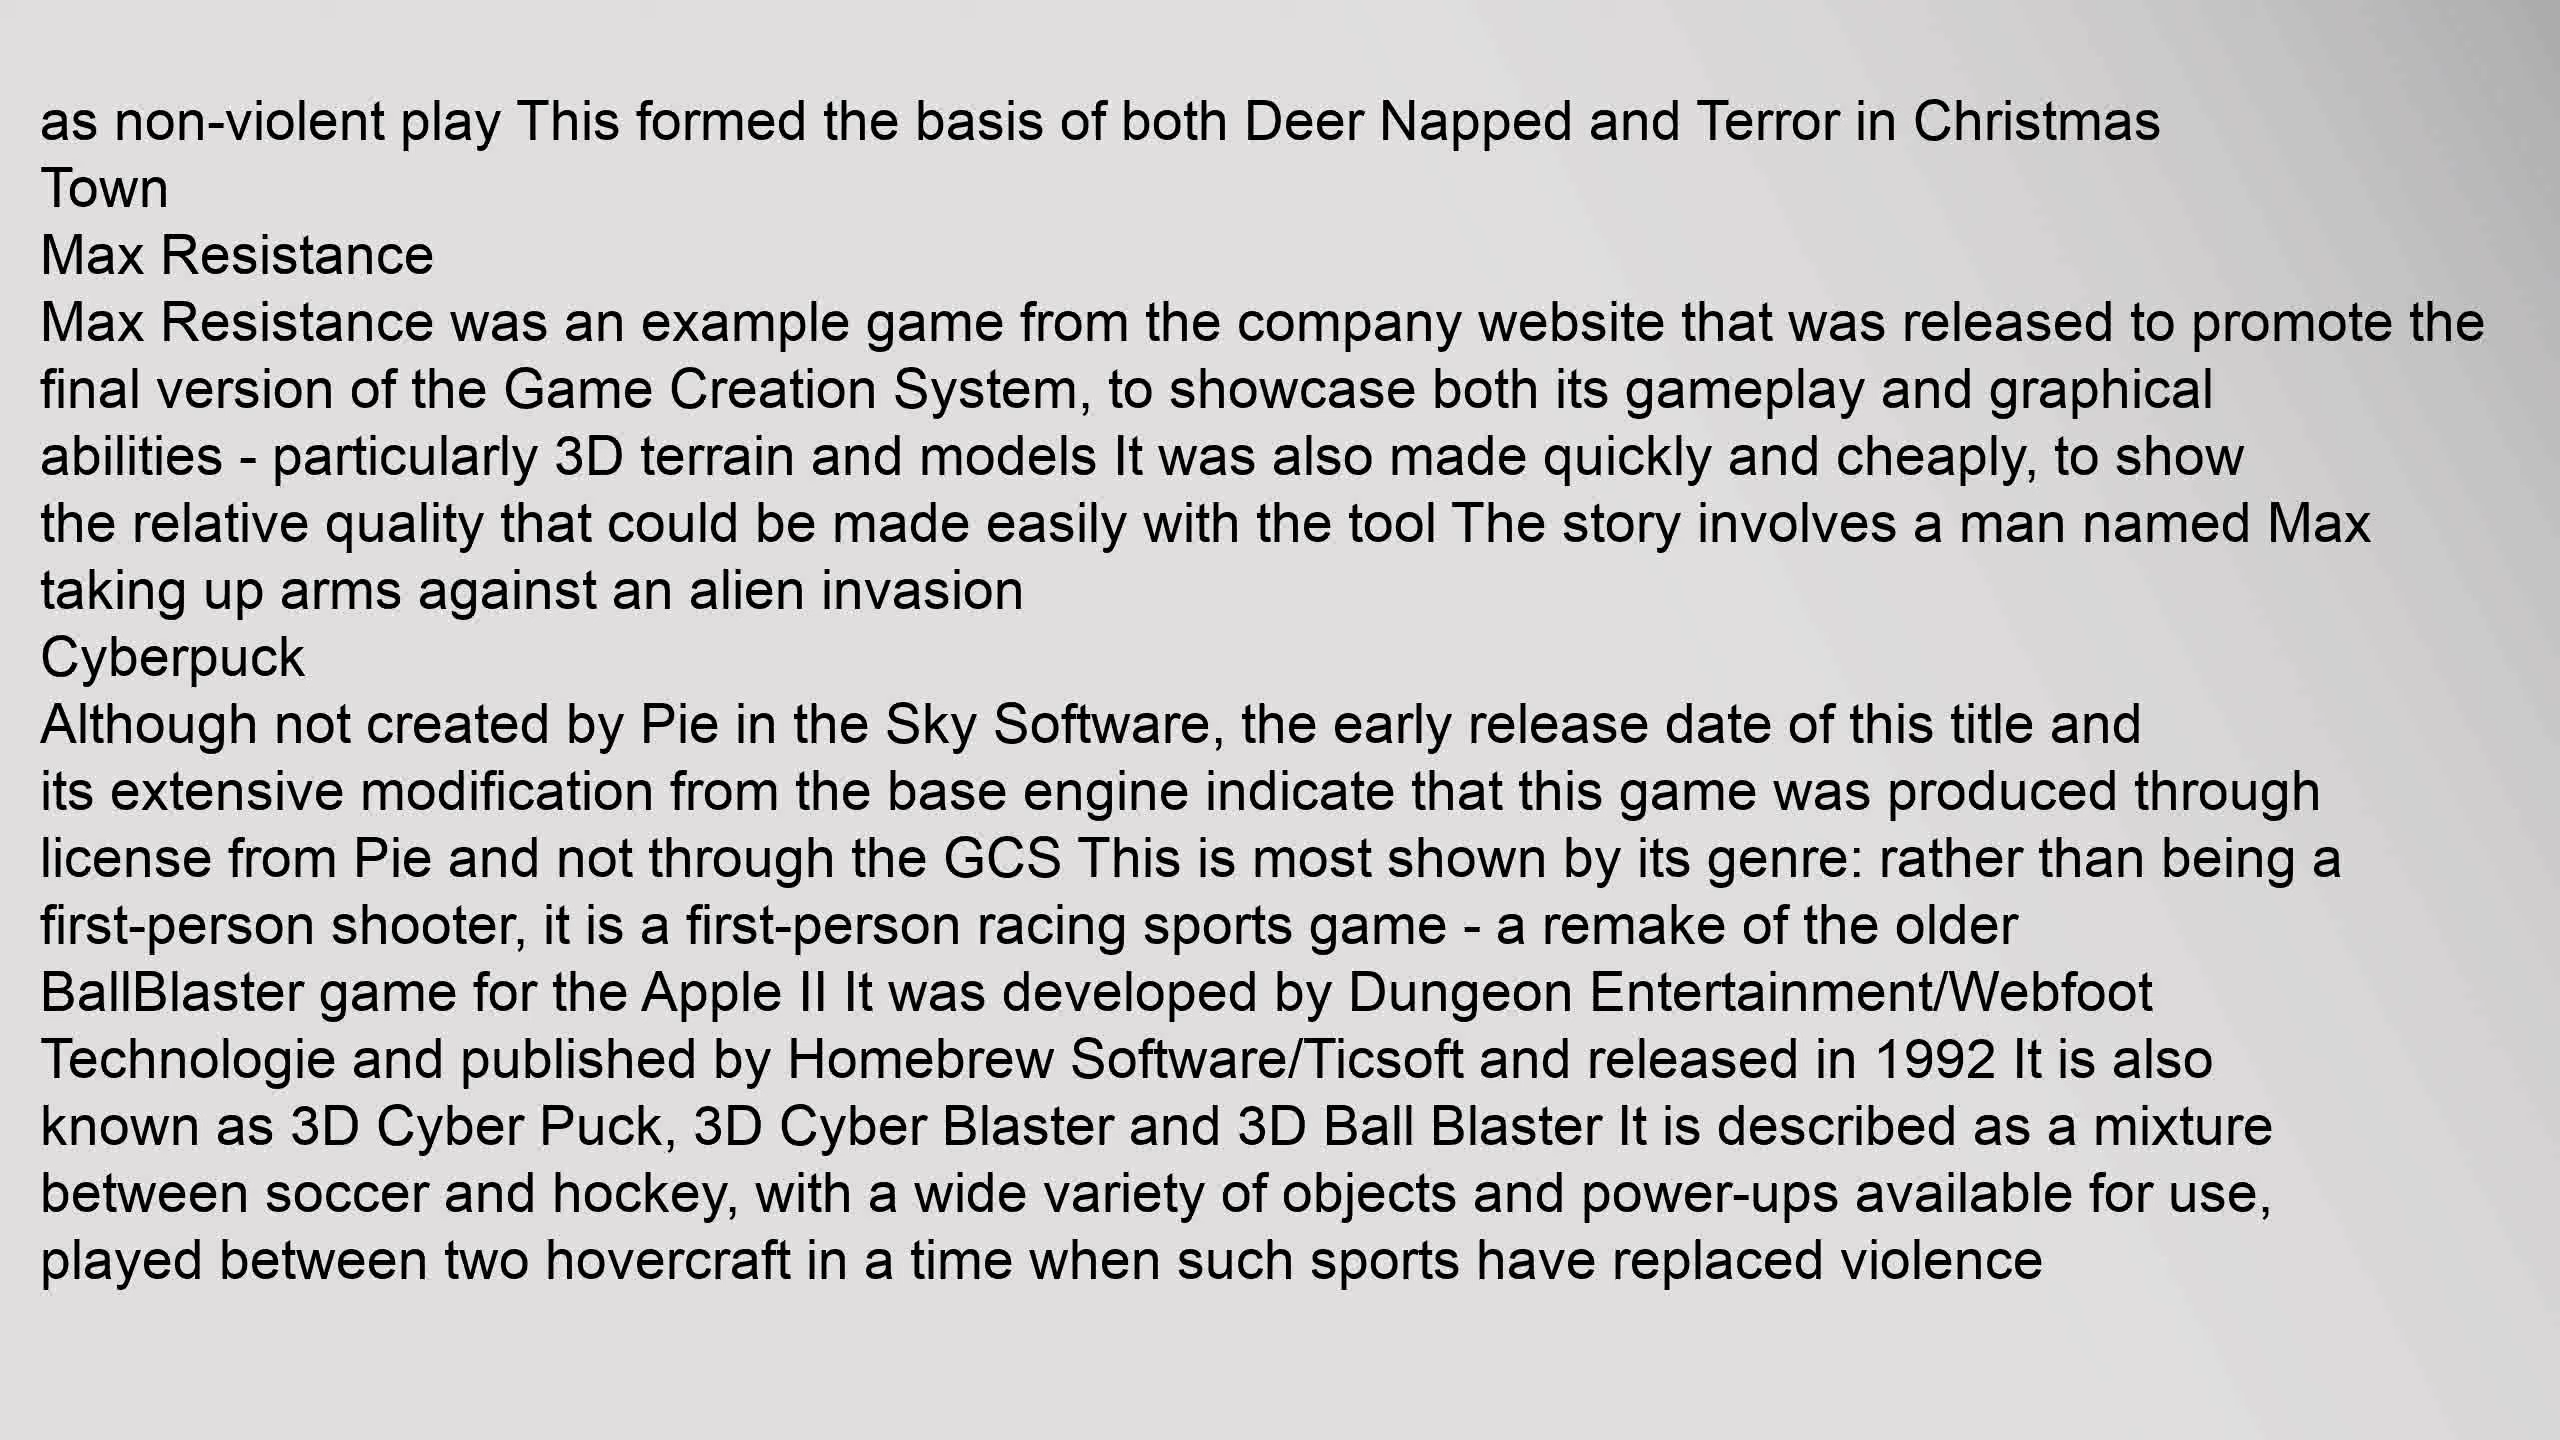 as non-violent play This formed the basis of both Deer Napped and Terror in Christmas
Town
Max Resistance
Max Resistance was an example game from the company website that was released to promote the
final version of the Game Creation System, to showcase both its gameplay and graphical
abilities - particularly 3D terrain and models It was also made quickly and cheaply, to show
the relative quality that could be made easily with the tool The story involves a man named Max
taking up arms against an alien invasion
Cyberpuck
Although not created by Pie in the Sky Software, the early release date of this title and
its extensive modification from the base engine indicate that this game was produced through
license from Pie and not through the GCS This is most shown by its genre: rather than being a
first-person shooter, it is a first-person racing sports game - a remake of the older
BallBlaster game for the Apple II It was developed by Dungeon Entertainment/Webfoot
Technologie and published by Homebrew Software/Ticsoft and released in 1992 It is also
known as 3D Cyber Puck, 3D Cyber Blaster and 3D Ball Blaster It is described as a mixture
between soccer and hockey, with a wide variety of objects and power-ups available for use,
played between two hovercraft in a time when such sports have replaced violence